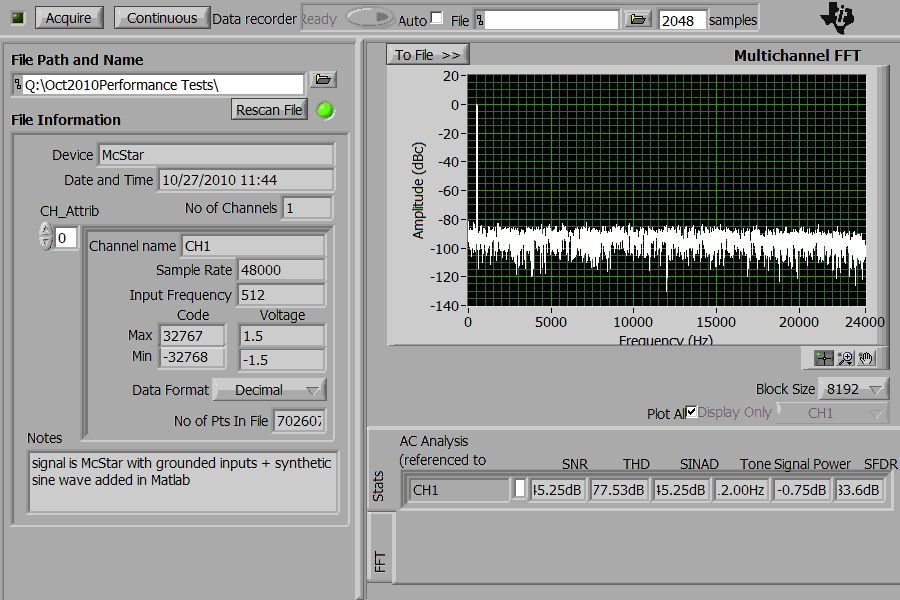 Acquire Continuous Data recorder Ready Auto File 2048 samples
File Path and Name
Q:\Oct2010Performance Tests\
Rescan File
File Information
Device McStar
Date and Time 10/27/2010 11:44
No of Channels 1
CH_Attrib
0
Channel name CH1
Sample Rate 48000
Input Frequency 512
Code Voltage
Max 32767 1.5
Min -32768 -1.5
Data Format Decimal
No of Pts In File 702607
Notes
signal is McStar with grounded inputs + synthetic
sine wave added in Matlab
To File >>
Multichannel FFT
Amplitude (dBc)
20
0
-20
-40
-60
-80
-100
-120
-140
0 5000 10000 15000 20000 24000
Frequency (Hz)
Block Size 8192
Plot All Display Only CH1
Stats
FFT
AC Analysis
(referenced to
SNR THD SINAD Tone Signal Power SFDR
CH1 45.25dB 77.53dB 45.25dB .2.00Hz -0.75dB 33.6dB